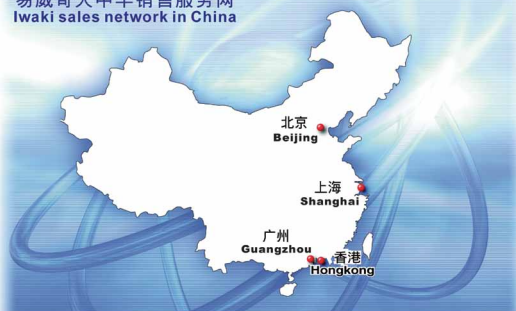 易威奇大中华销售服务网
Iwaki sales network in China
北京
Beijing
上海
Shanghai
广州
Guangzhou
香港
Hongkong